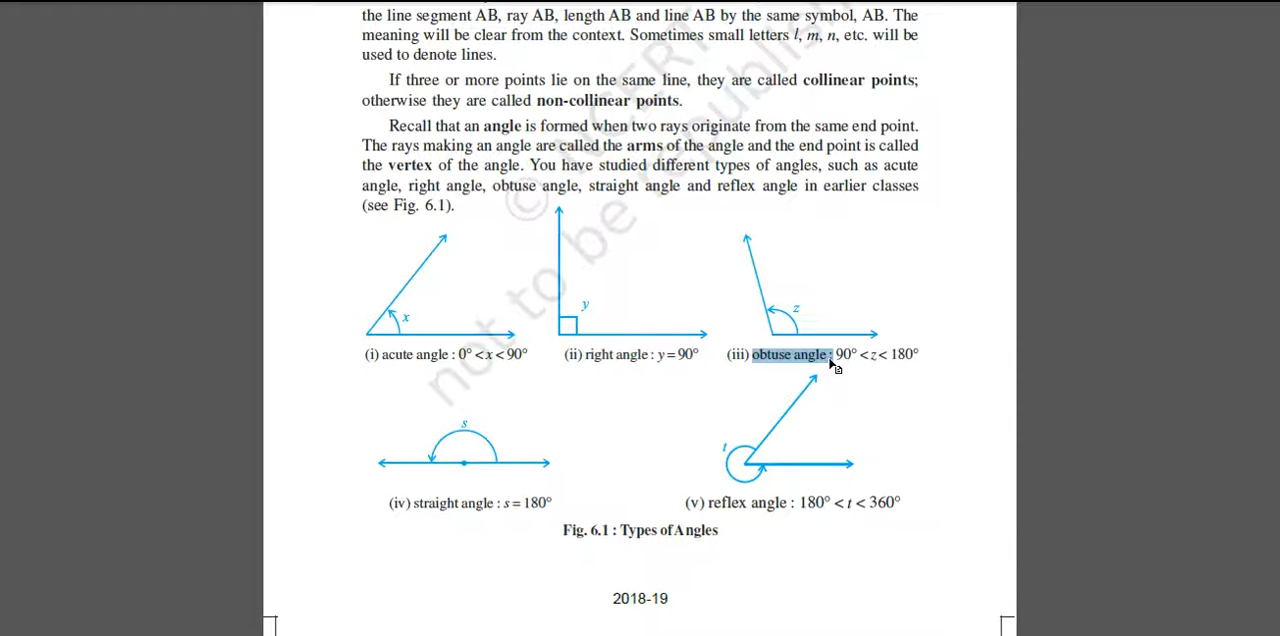 the line segment AB, ray AB, length AB and line AB by the same symbol, AB. The
meaning will be clear from the context. Sometimes small letters l, m, n, etc. will be
used to denote lines.
If three or more points lie on the same line, they are called collinear points;
otherwise they are called non-collinear points.
Recall that an angle is formed when two rays originate from the same end point.
The rays making an angle are called the arms of the angle and the end point is called
the vertex of the angle. You have studied different types of angles, such as acute
angle, right angle, obtuse angle, straight angle and reflex angle in earlier classes
(see Fig. 6.1).
x
y
z
(i) acute angle : 0° < x < 90°
(ii) right angle : y = 90°
(iii) obtuse angle : 90° < z < 180°
s
t
(iv) straight angle : s = 180°
(v) reflex angle : 180° < t < 360°
Fig. 6.1 : Types of Angles
2018-19
© NCERT
not to be republish